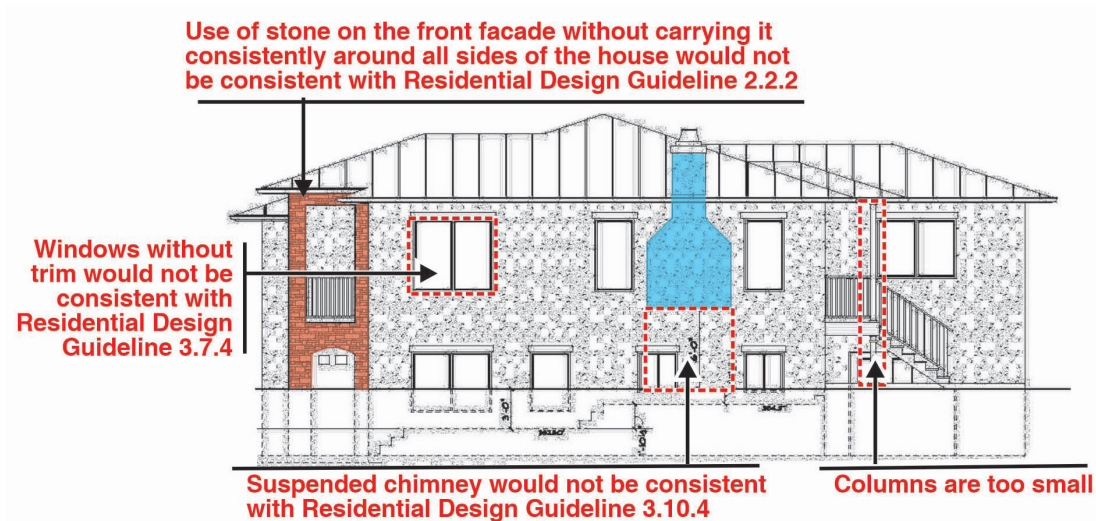 Use of stone on the front facade without carrying it
consistently around all sides of the house would not
be consistent with Residential Design Guideline 2.2.2
Windows without
trim would not be
consistent with
Residential Design
Guideline 3.7.4
Suspended chimney would not be consistent
with Residential Design Guideline 3.10.4
Columns are too small